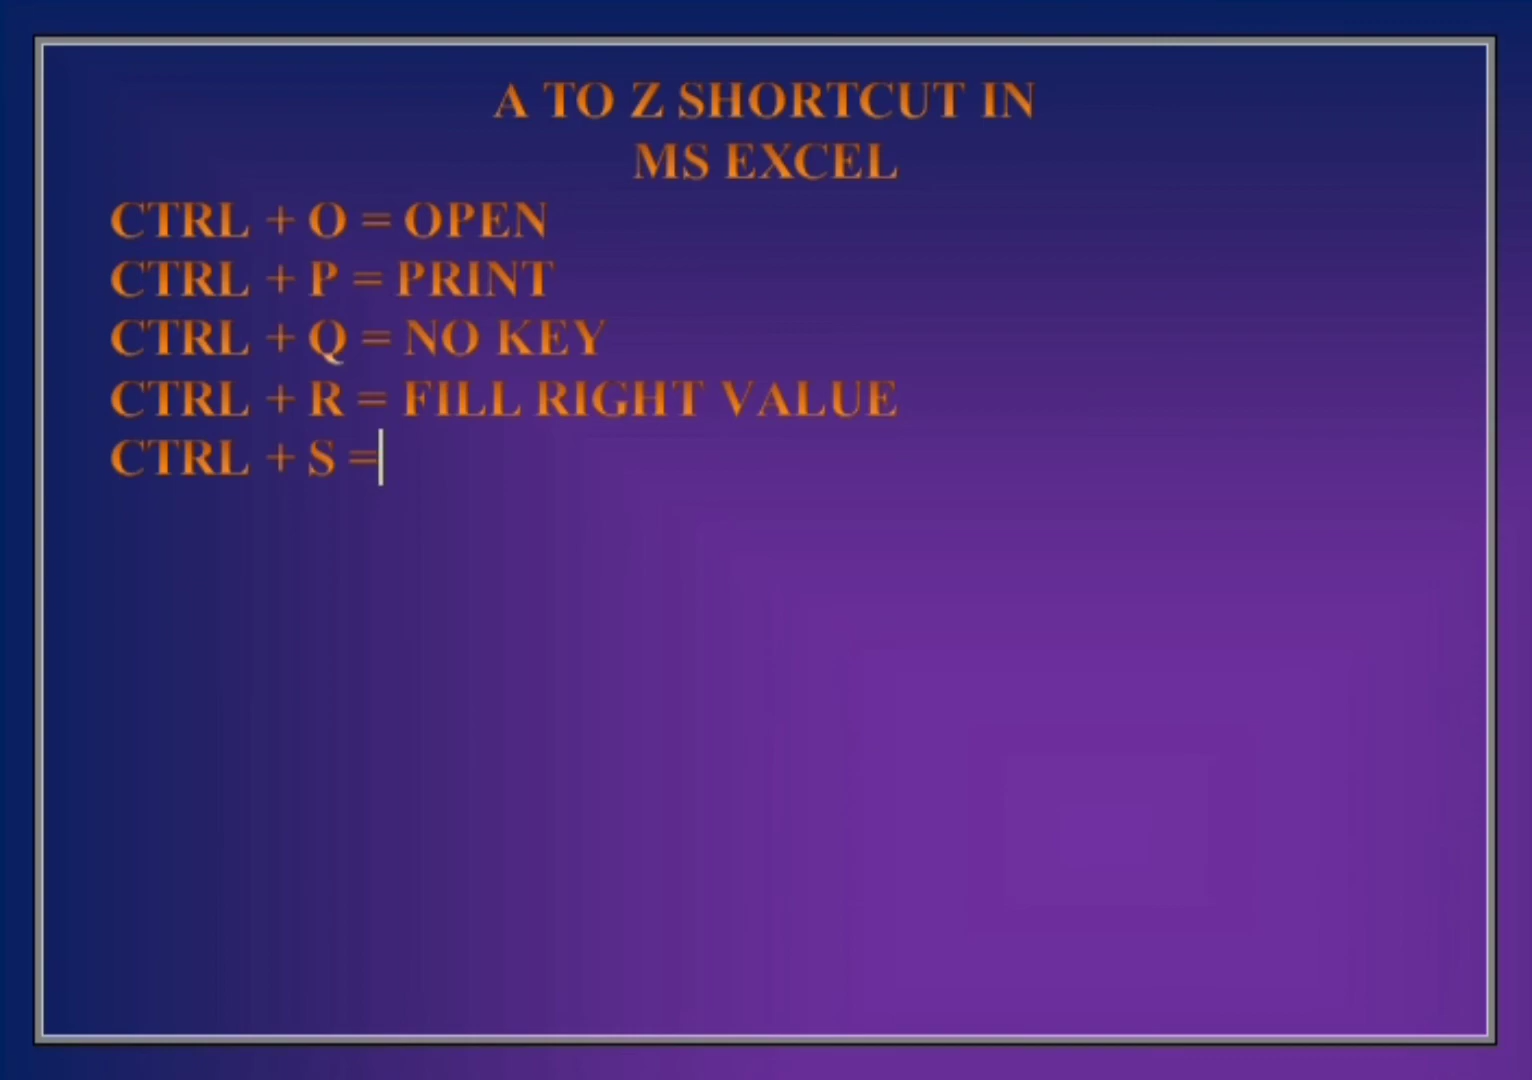 A TO Z SHORTCUT IN
MS EXCEL
CTRL + O = OPEN
CTRL + P = PRINT
CTRL + Q = NO KEY
CTRL + R = FILL RIGHT VALUE
CTRL + S =